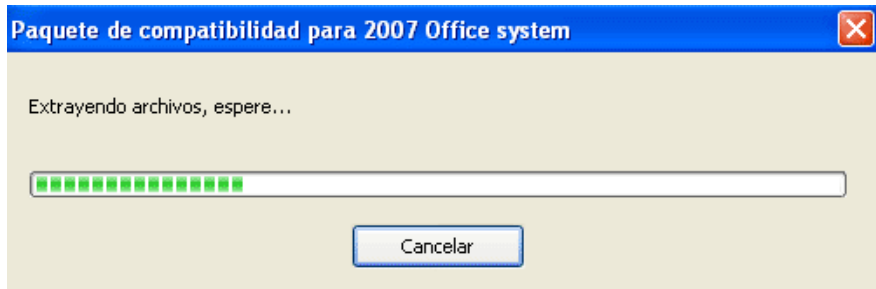 Paquete de compatibilidad para 2007 Office system
Extrayendo archivos, espere...
Cancelar